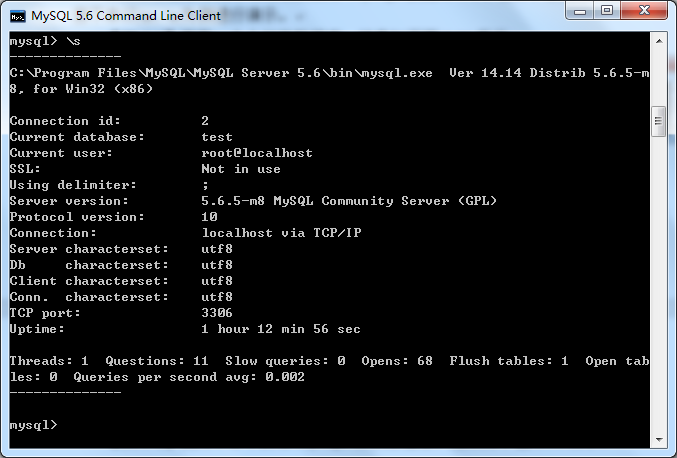 MySQL 5.6 Command Line Client
mysql> \s
--------------
C:\Program Files\MySQL\MySQL Server 5.6\bin\mysql.exe  Ver 14.14 Distrib 5.6.5-m
8, for Win32 (x86)
Connection id:          2
Current database:       test
Current user:           root@localhost
SSL:                    Not in use
Using delimiter:        ;
Server version:         5.6.5-m8 MySQL Community Server (GPL)
Protocol version:       10
Connection:             localhost via TCP/IP
Server characterset:    utf8
Db     characterset:    utf8
Client characterset:    utf8
Conn.  characterset:    utf8
TCP port:               3306
Uptime:                 1 hour 12 min 56 sec
Threads: 1  Questions: 11  Slow queries: 0  Opens: 68  Flush tables: 1  Open tab
les: 0  Queries per second avg: 0.002
--------------
mysql>